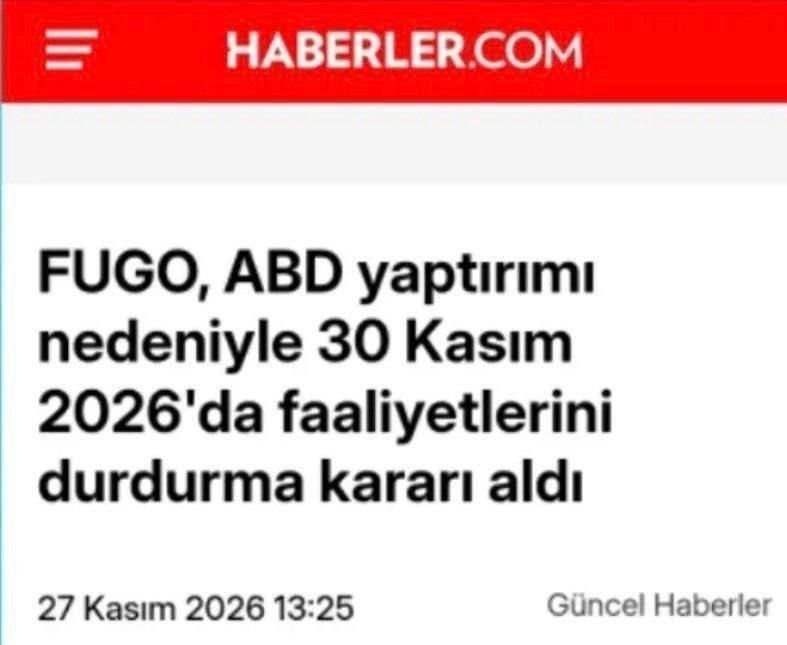 HABERLER.COM
FUGO, ABD yaptırımı
nedeniyle 30 Kasım
2026'da faaliyetlerini
durdurma kararı aldı
27 Kasım 2026 13:25
Güncel Haberler